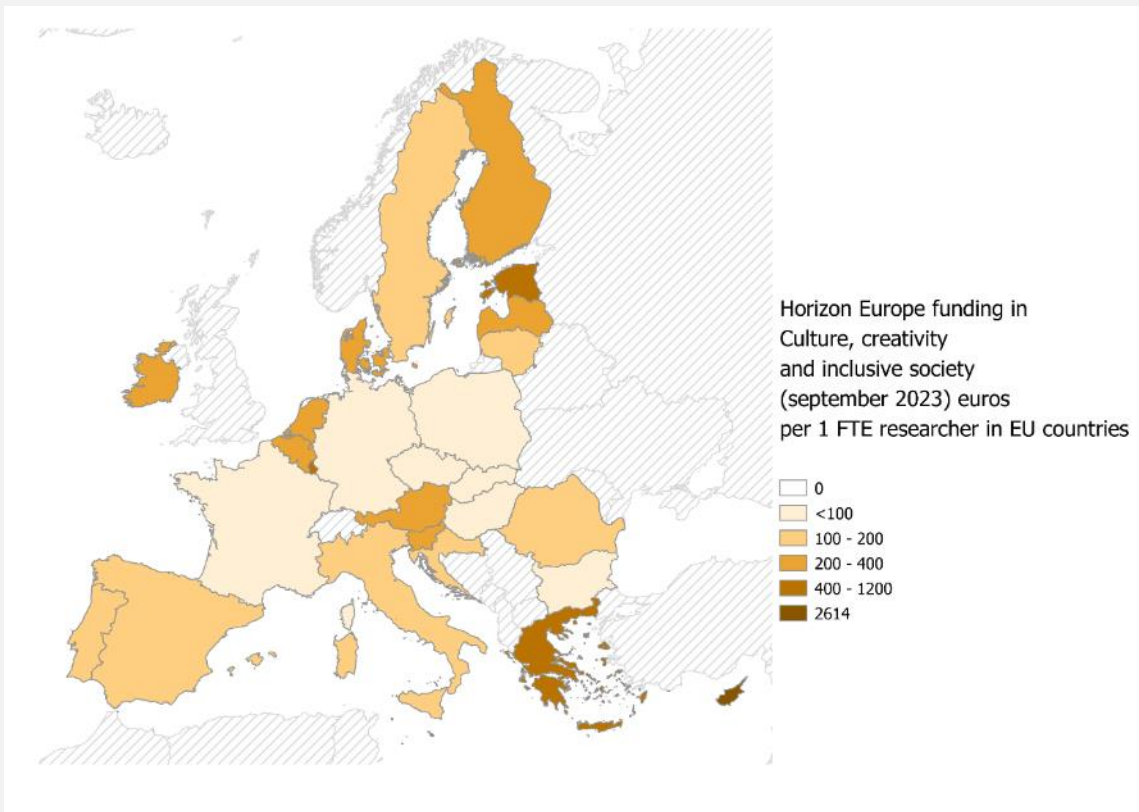 Horizon Europe funding in
Culture, creativity
and inclusive society
(september 2023) euros
per 1 FTE researcher in EU countries
0
<100
100 - 200
200 - 400
400 - 1200
2614